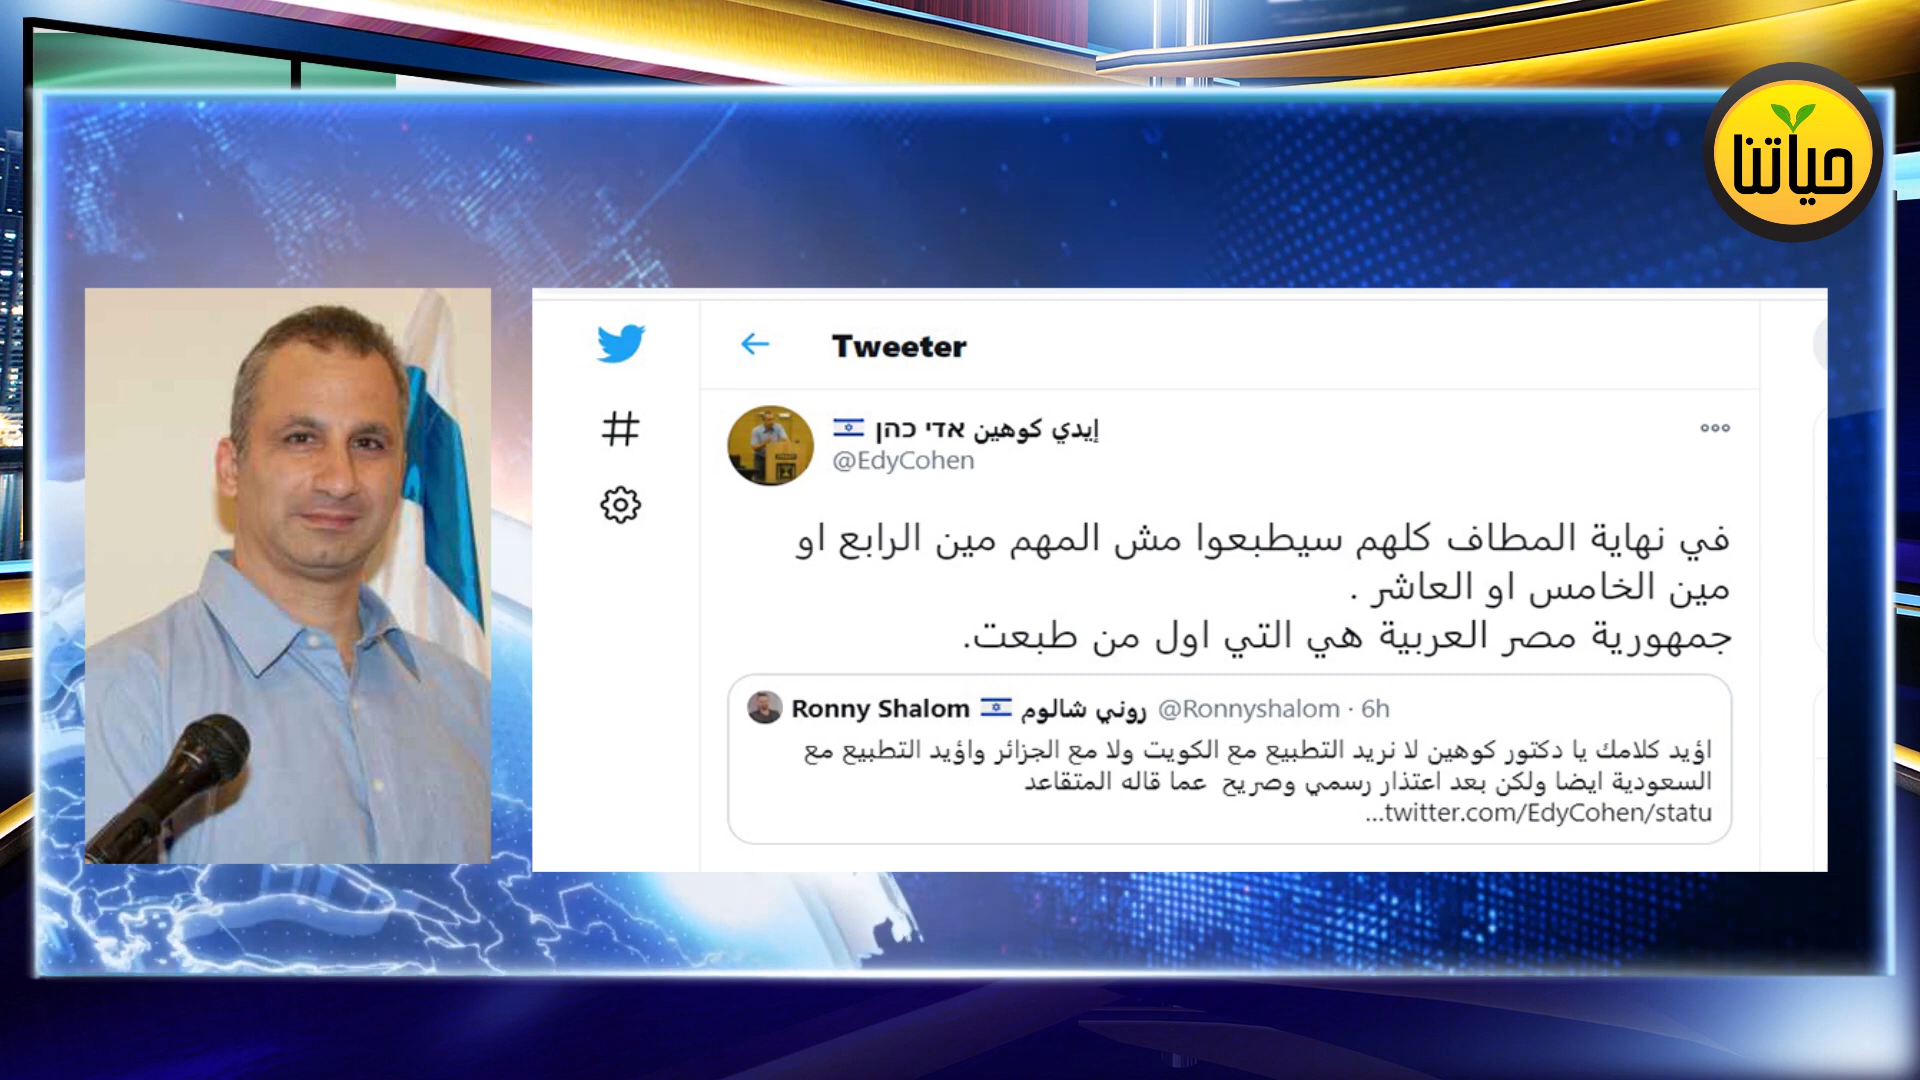 حياتنا
Tweeter
إيدي كوهين אדי כהן
@EdyCohen
في نهاية المطاف كلهم سيطبعوا مش المهم مين الرابع او
مين الخامس او العاشر .
جمهورية مصر العربية هي التي اول من طبعت.
Ronny Shalom روني شالوم @Ronnyshalom · 6h
اؤيد كلامك يا دكتور كوهين لا نريد التطبيع مع الكويت ولا مع الجزائر واؤيد التطبيع مع
السعودية ايضا ولكن بعد اعتذار رسمي وصريح عما قاله المتقاعد
twitter.com/EdyCohen/statu...